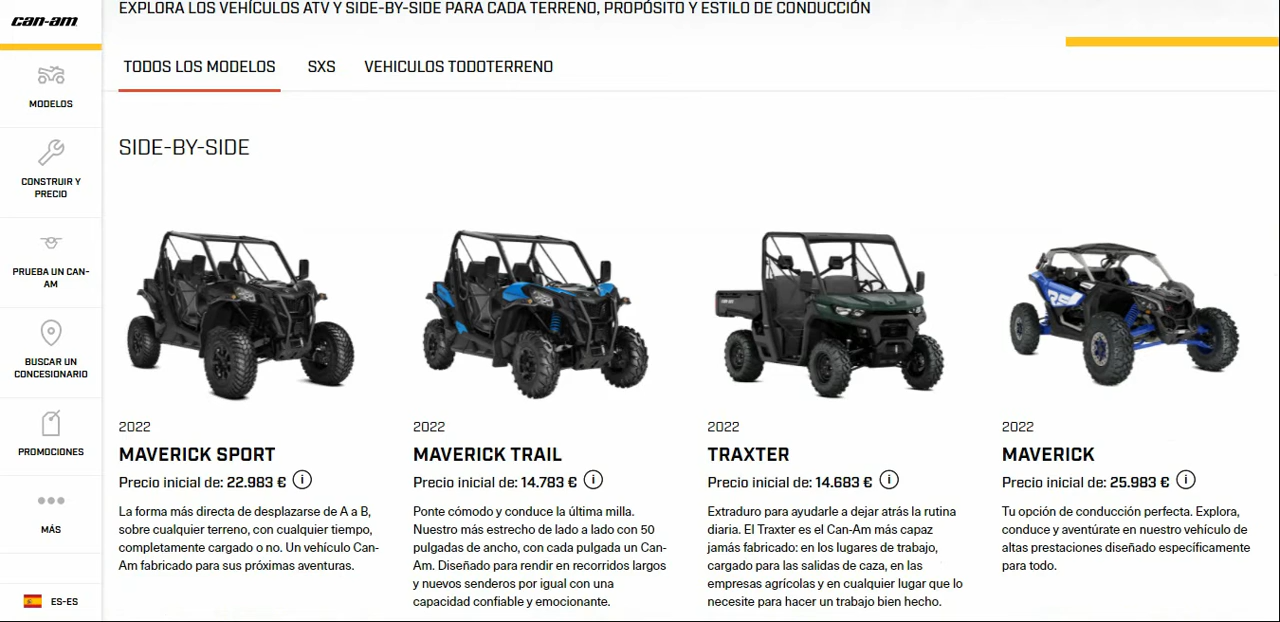 can-am
EXPLORA LOS VEHÍCULOS ATV Y SIDE-BY-SIDE PARA CADA TERRENO, PROPÓSITO Y ESTILO DE CONDUCCIÓN
TODOS LOS MODELOS SXS VEHICULOS TODOTERRENO
MODELOS
CONSTRUIR Y
PRECIO
PRUEBA UN CAN-
AM
BUSCAR UN
CONCESIONARIO
PROMOCIONES
MÁS
ES-ES
SIDE-BY-SIDE
2022
MAVERICK SPORT
Precio inicial de: 22.983 €
La forma más directa de desplazarse de A a B,
sobre cualquier terreno, con cualquier tiempo,
completamente cargado o no. Un vehículo Can-
Am fabricado para sus próximas aventuras.
2022
MAVERICK TRAIL
Precio inicial de: 14.783 €
Ponte cómodo y conduce la última milla.
Nuestro más estrecho de lado a lado con 50
pulgadas de ancho, con cada pulgada un Can-
Am. Diseñado para rendir en recorridos largos
y nuevos senderos por igual con una
capacidad confiable y emocionante.
2022
TRAXTER
Precio inicial de: 14.683 €
Extraduro para ayudarle a dejar atrás la rutina
diaria. El Traxter es el Can-Am más capaz
jamás fabricado: en los lugares de trabajo,
cargado para las salidas de caza, en las
empresas agrícolas y en cualquier lugar que lo
necesite para hacer un trabajo bien hecho.
2022
MAVERICK
Precio inicial de: 25.983 €
Tu opción de conducción perfecta. Explora,
conduce y aventúrate en nuestro vehículo de
altas prestaciones diseñado específicamente
para todo.